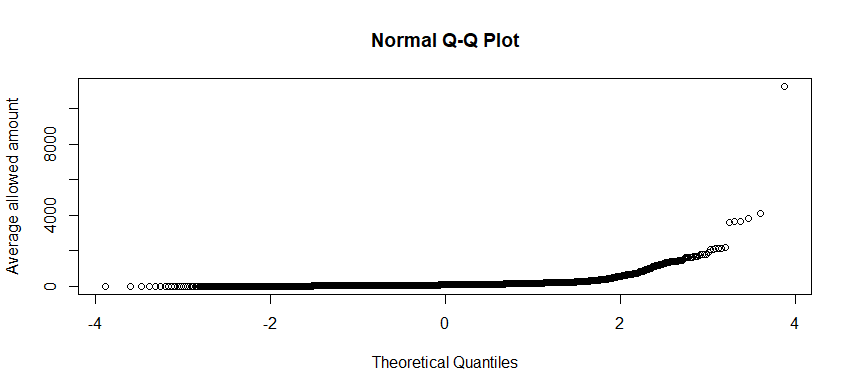 Normal Q-Q Plot
Average allowed amount
8000
4000
0
-4 -2 0 2 4
Theoretical Quantiles